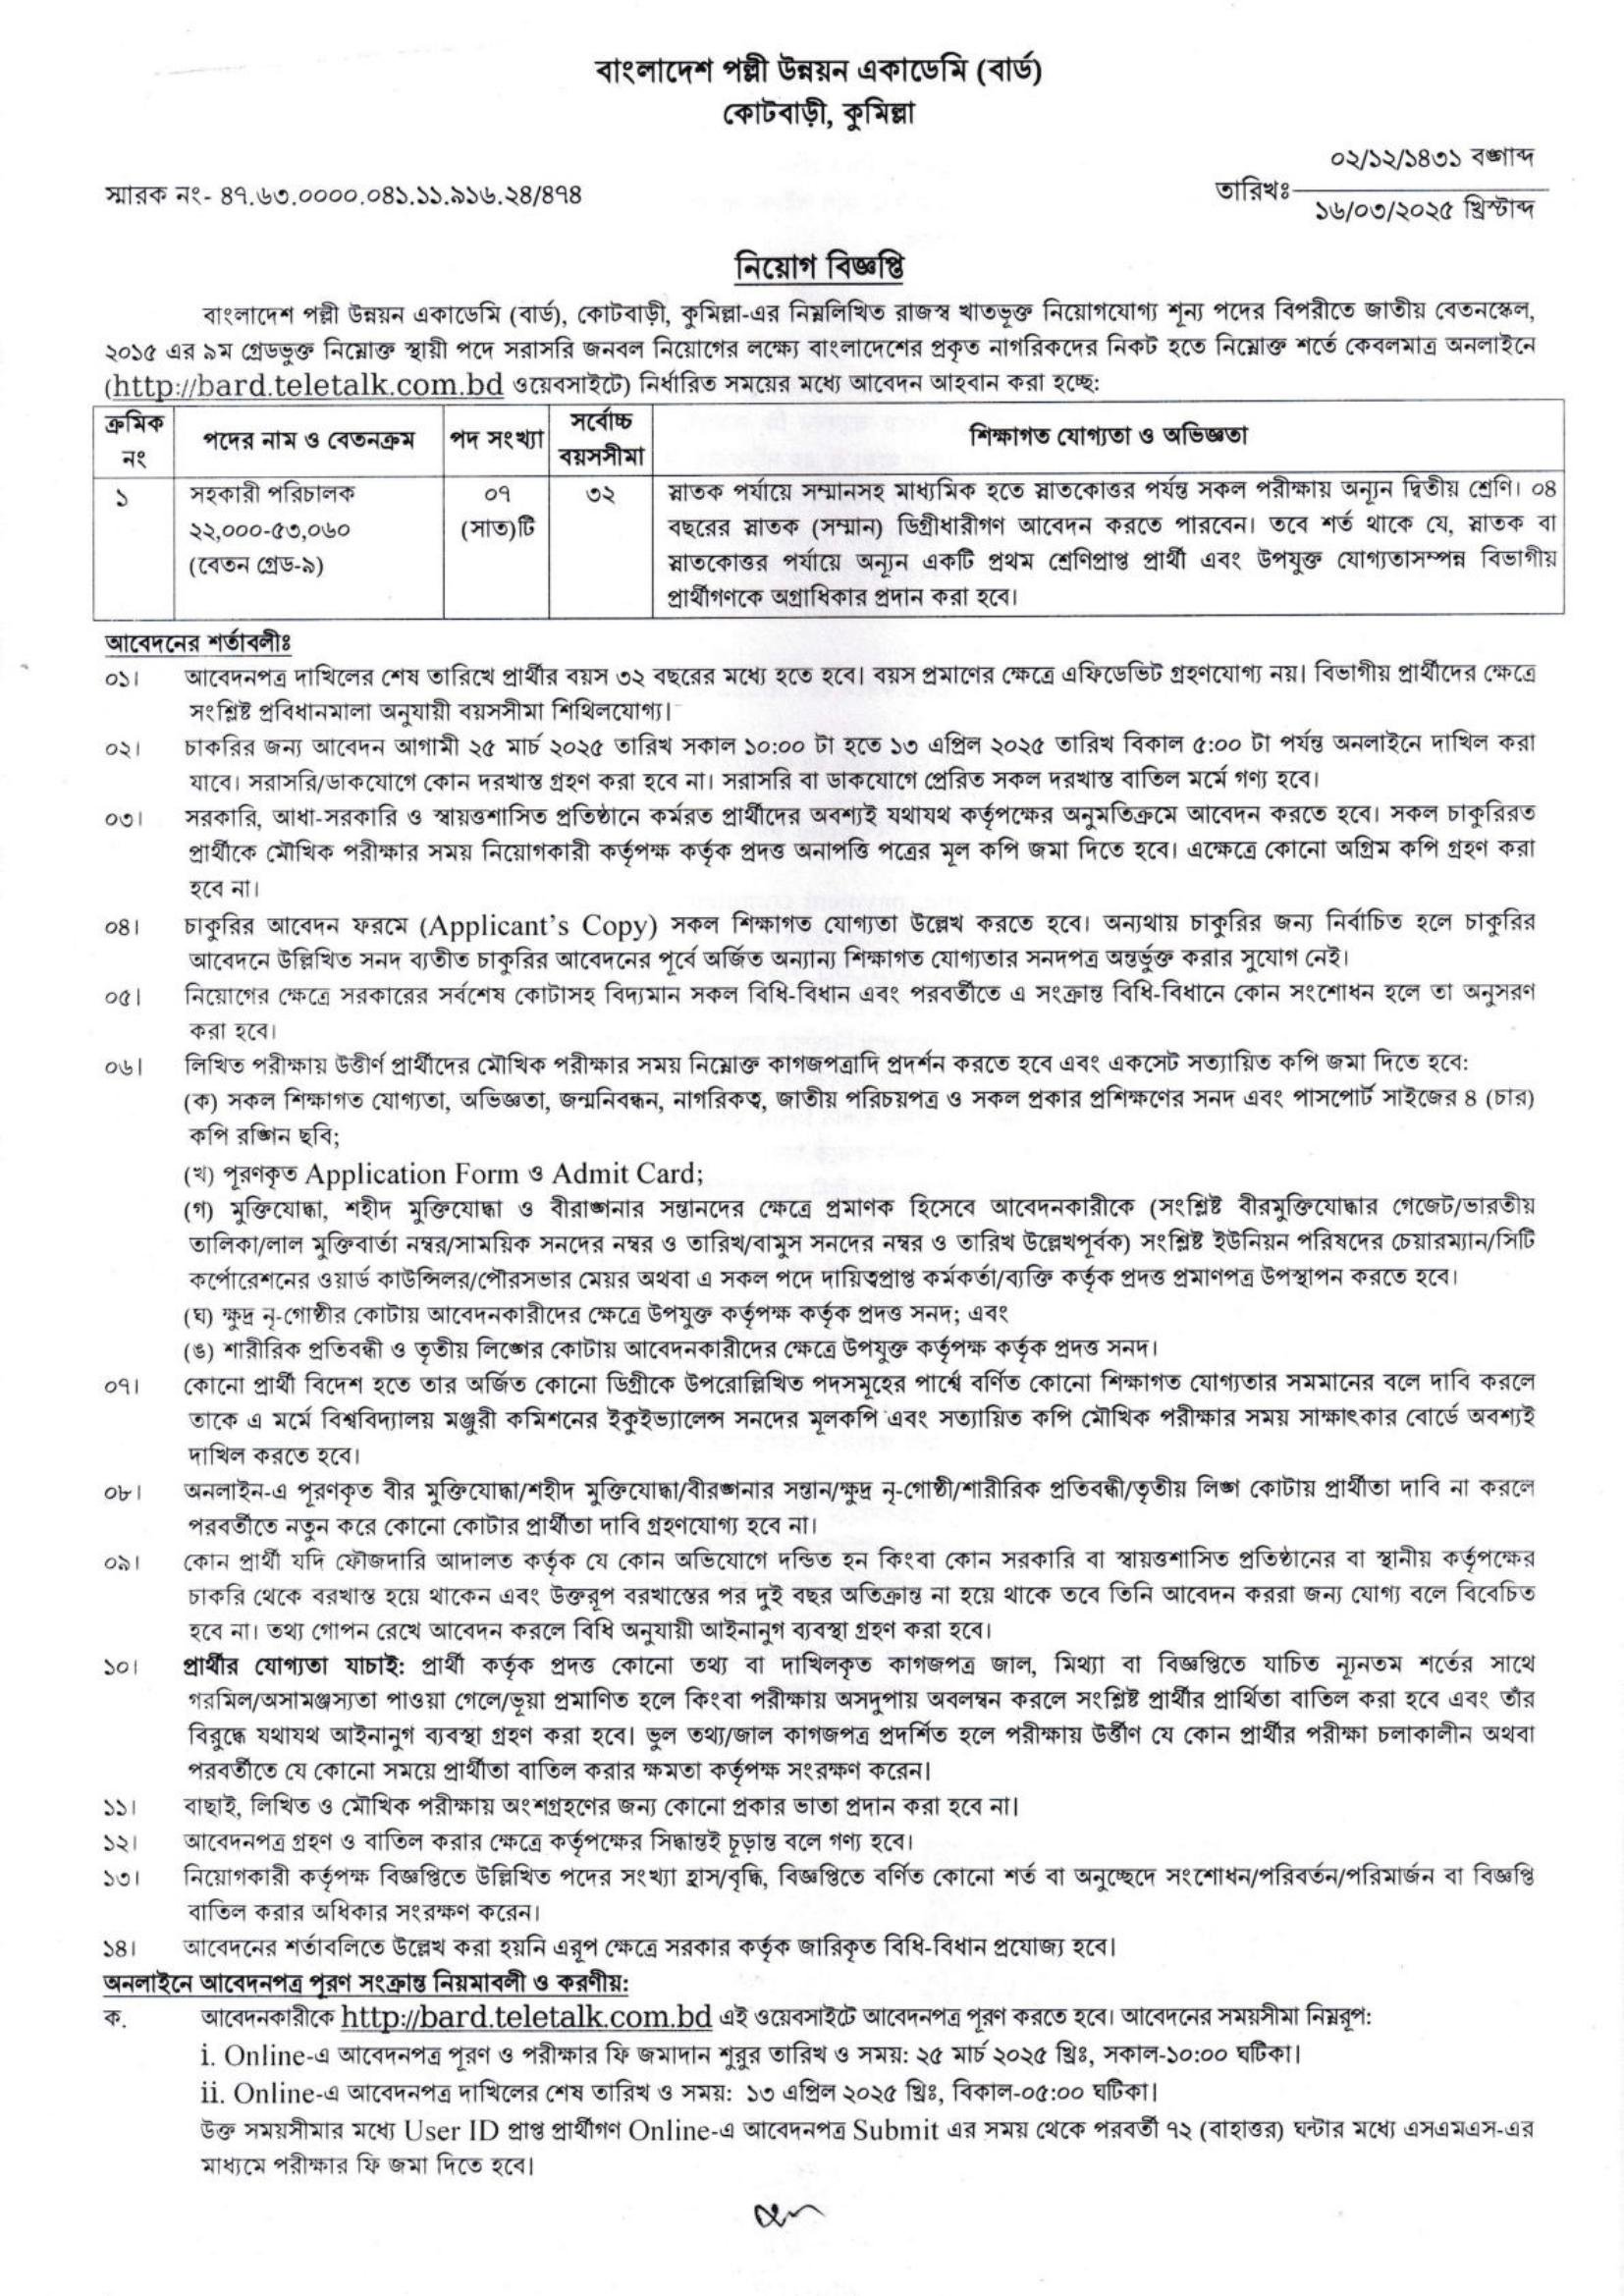 বাংলাদেশ পল্লী উন্নয়ন একাডেমি (বার্ড)
কোটবাড়ী, কুমিল্লা
০২/১২/১৪৩১ বঙ্গাব্দ
স্মারক নং- ৪৭.৬৩.০০০০.০৪১.১১.৯১৬.২৪/৪৭৪
তারিখঃ
১৬/০৩/২০২৫ খ্রিস্টাব্দ
নিয়োগ বিজ্ঞপ্তি
বাংলাদেশ পল্লী উন্নয়ন একাডেমি (বার্ড), কোটবাড়ী, কুমিল্লা-এর নিম্নলিখিত রাজস্ব খাতভূক্ত নিয়োগযোগ্য শূন্য পদের বিপরীতে জাতীয় বেতনস্কেল,
২০১৫ এর ৯ম গ্রেডভুক্ত নিম্নোক্ত স্থায়ী পদে সরাসরি জনবল নিয়োগের লক্ষ্যে বাংলাদেশের প্রকৃত নাগরিকদের নিকট হতে নিম্নোক্ত শর্তে কেবলমাত্র অনলাইনে
(http://bard.teletalk.com.bd ওয়েবসাইটে) নির্ধারিত সময়ের মধ্যে আবেদন আহবান করা হচ্ছে:
ক্রমিক নং
পদের নাম ও বেতনক্রম
পদ সংখ্যা
সর্বোচ্চ বয়সসীমা
শিক্ষাগত যোগ্যতা ও অভিজ্ঞতা
১
সহকারী পরিচালক
২২,০০০-৫৩,০৬০
(বেতন গ্রেড-৯)
০৭
(সাত)টি
৩২
স্নাতক পর্যায়ে সম্মানসহ মাধ্যমিক হতে স্নাতকোত্তর পর্যন্ত সকল পরীক্ষায় অন্যূন দ্বিতীয় শ্রেণি। ০৪
বছরের স্নাতক (সম্মান) ডিগ্রীধারীগণ আবেদন করতে পারবেন। তবে শর্ত থাকে যে, স্নাতক বা
স্নাতকোত্তর পর্যায়ে অন্যূন একটি প্রথম শ্রেণিপ্রাপ্ত প্রার্থী এবং উপযুক্ত যোগ্যতাসম্পন্ন বিভাগীয়
প্রার্থীগণকে অগ্রাধিকার প্রদান করা হবে।
আবেদনের শর্তাবলীঃ
০১। আবেদনপত্র দাখিলের শেষ তারিখে প্রার্থীর বয়স ৩২ বছরের মধ্যে হতে হবে। বয়স প্রমাণের ক্ষেত্রে এফিডেভিট গ্রহণযোগ্য নয়। বিভাগীয় প্রার্থীদের ক্ষেত্রে
সংশ্লিষ্ট প্রবিধানমালা অনুযায়ী বয়সসীমা শিথিলযোগ্য।
০২। চাকরির জন্য আবেদন আগামী ২৫ মার্চ ২০২৫ তারিখ সকাল ১০:০০ টা হতে ১৩ এপ্রিল ২০২৫ তারিখ বিকাল ৫:০০ টা পর্যন্ত অনলাইনে দাখিল করা
যাবে। সরাসরি/ডাকযোগে কোন দরখাস্ত গ্রহণ করা হবে না। সরাসরি বা ডাকযোগে প্রেরিত সকল দরখাস্ত বাতিল মর্মে গণ্য হবে।
০৩। সরকারি, আধা-সরকারি ও স্বায়ত্তশাসিত প্রতিষ্ঠানে কর্মরত প্রার্থীদের অবশ্যই যথাযথ কর্তৃপক্ষের অনুমতিক্রমে আবেদন করতে হবে। সকল চাকুরিরত
প্রার্থীকে মৌখিক পরীক্ষার সময় নিয়োগকারী কর্তৃপক্ষ কর্তৃক প্রদত্ত অনাপত্তি পত্রের মূল কপি জমা দিতে হবে। এক্ষেত্রে কোনো অগ্রিম কপি গ্রহণ করা
হবে না।
০৪। চাকুরির আবেদন ফরমে (Applicant's Copy) সকল শিক্ষাগত যোগ্যতা উল্লেখ করতে হবে। অন্যথায় চাকুরির জন্য নির্বাচিত হলে চাকুরির
আবেদনে উল্লিখিত সনদ ব্যতীত চাকুরির আবেদনের পূর্বে অর্জিত অন্যান্য শিক্ষাগত যোগ্যতার সনদপত্র অন্তর্ভুক্ত করার সুযোগ নেই।
০৫। নিয়োগের ক্ষেত্রে সরকারের সর্বশেষ কোটাসহ বিদ্যমান সকল বিধি-বিধান এবং পরবর্তীতে এ সংক্রান্ত বিধি-বিধানে কোন সংশোধন হলে তা অনুসরণ
করা হবে।
০৬। লিখিত পরীক্ষায় উত্তীর্ণ প্রার্থীদের মৌখিক পরীক্ষার সময় নিম্নোক্ত কাগজপত্রাদি প্রদর্শন করতে হবে এবং একসেট সত্যায়িত কপি জমা দিতে হবে:
(ক) সকল শিক্ষাগত যোগ্যতা, অভিজ্ঞতা, জন্মনিবন্ধন, নাগরিকত্ব, জাতীয় পরিচয়পত্র ও সকল প্রকার প্রশিক্ষণের সনদ এবং পাসপোর্ট সাইজের ৪ (চার)
কপি রঙ্গিন ছবি;
(খ) পূরণকৃত Application Form ও Admit Card;
(গ) মুক্তিযোদ্ধা, শহীদ মুক্তিযোদ্ধা ও বীরাঙ্গনার সন্তানদের ক্ষেত্রে প্রমাণক হিসেবে আবেদনকারীকে (সংশ্লিষ্ট বীরমুক্তিযোদ্ধার গেজেট/ভারতীয়
তালিকা/লাল মুক্তিবার্তা নম্বর/সাময়িক সনদের নম্বর ও তারিখ/বামুস সনদের নম্বর ও তারিখ উল্লেখপূর্বক) সংশ্লিষ্ট ইউনিয়ন পরিষদের চেয়ারম্যান/সিটি
কর্পোরেশনের ওয়ার্ড কাউন্সিলর/পৌরসভার মেয়র অথবা এ সকল পদে দায়িত্বপ্রাপ্ত কর্মকর্তা/ব্যক্তি কর্তৃক প্রদত্ত প্রমাণপত্র উপস্থাপন করতে হবে।
(ঘ) ক্ষুদ্র নৃ-গোষ্ঠীর কোটায় আবেদনকারীদের ক্ষেত্রে উপযুক্ত কর্তৃপক্ষ কর্তৃক প্রদত্ত সনদ; এবং
(ঙ) শারীরিক প্রতিবন্ধী ও তৃতীয় লিঙ্গের কোটায় আবেদনকারীদের ক্ষেত্রে উপযুক্ত কর্তৃপক্ষ কর্তৃক প্রদত্ত সনদ।
০৭। কোনো প্রার্থী বিদেশ হতে তার অর্জিত কোনো ডিগ্রীকে উপরোল্লিখিত পদসমূহের পার্শ্বে বর্ণিত কোনো শিক্ষাগত যোগ্যতার সমমানের বলে দাবি করলে
তাকে এ মর্মে বিশ্ববিদ্যালয় মঞ্জুরী কমিশনের ইকুইভ্যালেন্স সনদের মূলকপি এবং সত্যায়িত কপি মৌখিক পরীক্ষার সময় সাক্ষাৎকার বোর্ডে অবশ্যই
দাখিল করতে হবে।
০৮। অনলাইন-এ পূরণকৃত বীর মুক্তিযোদ্ধা/শহীদ মুক্তিযোদ্ধা/বীরঙ্গনার সন্তান/ক্ষুদ্র নৃ-গোষ্ঠী/শারীরিক প্রতিবন্ধী/তৃতীয় লিঙ্গ কোটায় প্রার্থীতা দাবি না করলে
পরবর্তীতে নতুন করে কোনো কোটার প্রার্থীতা দাবি গ্রহণযোগ্য হবে না।
০৯। কোন প্রার্থী যদি ফৌজদারি আদালত কর্তৃক যে কোন অভিযোগে দন্ডিত হন কিংবা কোন সরকারি বা স্বায়ত্তশাসিত প্রতিষ্ঠানের বা স্থানীয় কর্তৃপক্ষের
চাকরি থেকে বরখাস্ত হয়ে থাকেন এবং উক্তরূপ বরখাস্তের পর দুই বছর অতিক্রান্ত না হয়ে থাকে তবে তিনি আবেদন কররা জন্য যোগ্য বলে বিবেচিত
হবে না। তথ্য গোপন রেখে আবেদন করলে বিধি অনুযায়ী আইনানুগ ব্যবস্থা গ্রহণ করা হবে।
১০। প্রার্থীর যোগ্যতা যাচাই: প্রার্থী কর্তৃক প্রদত্ত কোনো তথ্য বা দাখিলকৃত কাগজপত্র জাল, মিথ্যা বা বিজ্ঞপ্তিতে যাচিত ন্যূনতম শর্তের সাথে
গরমিল/অসামঞ্জস্যতা পাওয়া গেলে/ভূয়া প্রমাণিত হলে কিংবা পরীক্ষায় অসদুপায় অবলম্বন করলে সংশ্লিষ্ট প্রার্থীর প্রার্থিতা বাতিল করা হবে এবং তাঁর
বিরুদ্ধে যথাযথ আইনানুগ ব্যবস্থা গ্রহণ করা হবে। ভুল তথ্য/জাল কাগজপত্র প্রদর্শিত হলে পরীক্ষায় উর্ত্তীণ যে কোন প্রার্থীর পরীক্ষা চলাকালীন অথবা
পরবর্তীতে যে কোনো সময়ে প্রার্থীতা বাতিল করার ক্ষমতা কর্তৃপক্ষ সংরক্ষণ করেন।
১১। বাছাই, লিখিত ও মৌখিক পরীক্ষায় অংশগ্রহণের জন্য কোনো প্রকার ভাতা প্রদান করা হবে না।
১২। আবেদনপত্র গ্রহণ ও বাতিল করার ক্ষেত্রে কর্তৃপক্ষের সিদ্ধান্তই চূড়ান্ত বলে গণ্য হবে।
১৩। নিয়োগকারী কর্তৃপক্ষ বিজ্ঞপ্তিতে উল্লিখিত পদের সংখ্যা হ্রাস/বৃদ্ধি, বিজ্ঞপ্তিতে বর্ণিত কোনো শর্ত বা অনুচ্ছেদে সংশোধন/পরিবর্তন/পরিমার্জন বা বিজ্ঞপ্তি
বাতিল করার অধিকার সংরক্ষণ করেন।
১৪। আবেদনের শর্তাবলিতে উল্লেখ করা হয়নি এরূপ ক্ষেত্রে সরকার কর্তৃক জারিকৃত বিধি-বিধান প্রযোজ্য হবে।
অনলাইনে আবেদনপত্র পূরণ সংক্রান্ত নিয়মাবলী ও করণীয়:
ক. আবেদনকারীকে http://bard.teletalk.com.bd এই ওয়েবসাইটে আবেদনপত্র পূরণ করতে হবে। আবেদনের সময়সীমা নিম্নরূপ:
i. Online-এ আবেদনপত্র পূরণ ও পরীক্ষার ফি জমাদান শুরুর তারিখ ও সময়: ২৫ মার্চ ২০২৫ খ্রিঃ, সকাল-১০:০০ ঘটিকা।
ii. Online-এ আবেদনপত্র দাখিলের শেষ তারিখ ও সময়: ১৩ এপ্রিল ২০২৫ খ্রিঃ, বিকাল-০৫:০০ ঘটিকা।
উক্ত সময়সীমার মধ্যে User ID প্রাপ্ত প্রার্থীগণ Online-এ আবেদনপত্র Submit এর সময় থেকে পরবর্তী ৭২ (বাহাত্তর) ঘন্টার মধ্যে এসএমএস-এর
মাধ্যমে পরীক্ষার ফি জমা দিতে হবে।